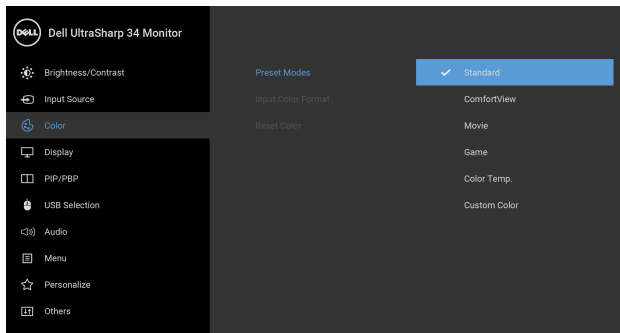 DELL Dell UltraSharp 34 Monitor
Brightness/Contrast
Input Source
Color
Display
PIP/PBP
USB Selection
Audio
Menu
Personalize
Others
Preset Modes
Input Color Format
Reset Color
Standard
ComfortView
Movie
Game
Color Temp.
Custom Color